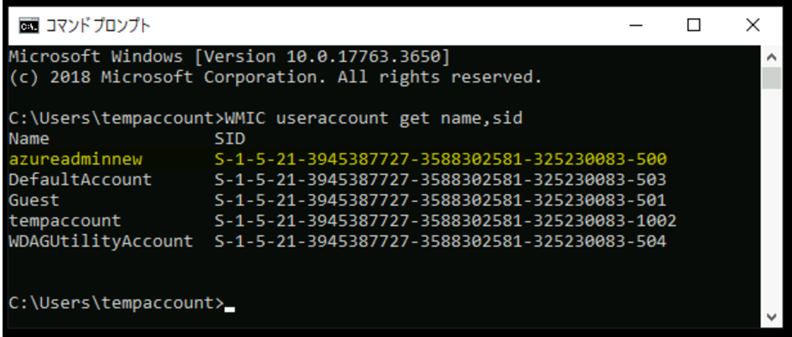 コマンド プロンプト
Microsoft Windows [Version 10.0.17763.3650]
(c) 2018 Microsoft Corporation. All rights reserved.
C:\Users\tempaccount>WMIC useraccount get name,sid
Name SID
azureadminnew S-1-5-21-3945387727-3588302581-325230083-500
DefaultAccount S-1-5-21-3945387727-3588302581-325230083-503
Guest S-1-5-21-3945387727-3588302581-325230083-501
tempaccount S-1-5-21-3945387727-3588302581-325230083-1002
WDAGUtilityAccount S-1-5-21-3945387727-3588302581-325230083-504
C:\Users\tempaccount>